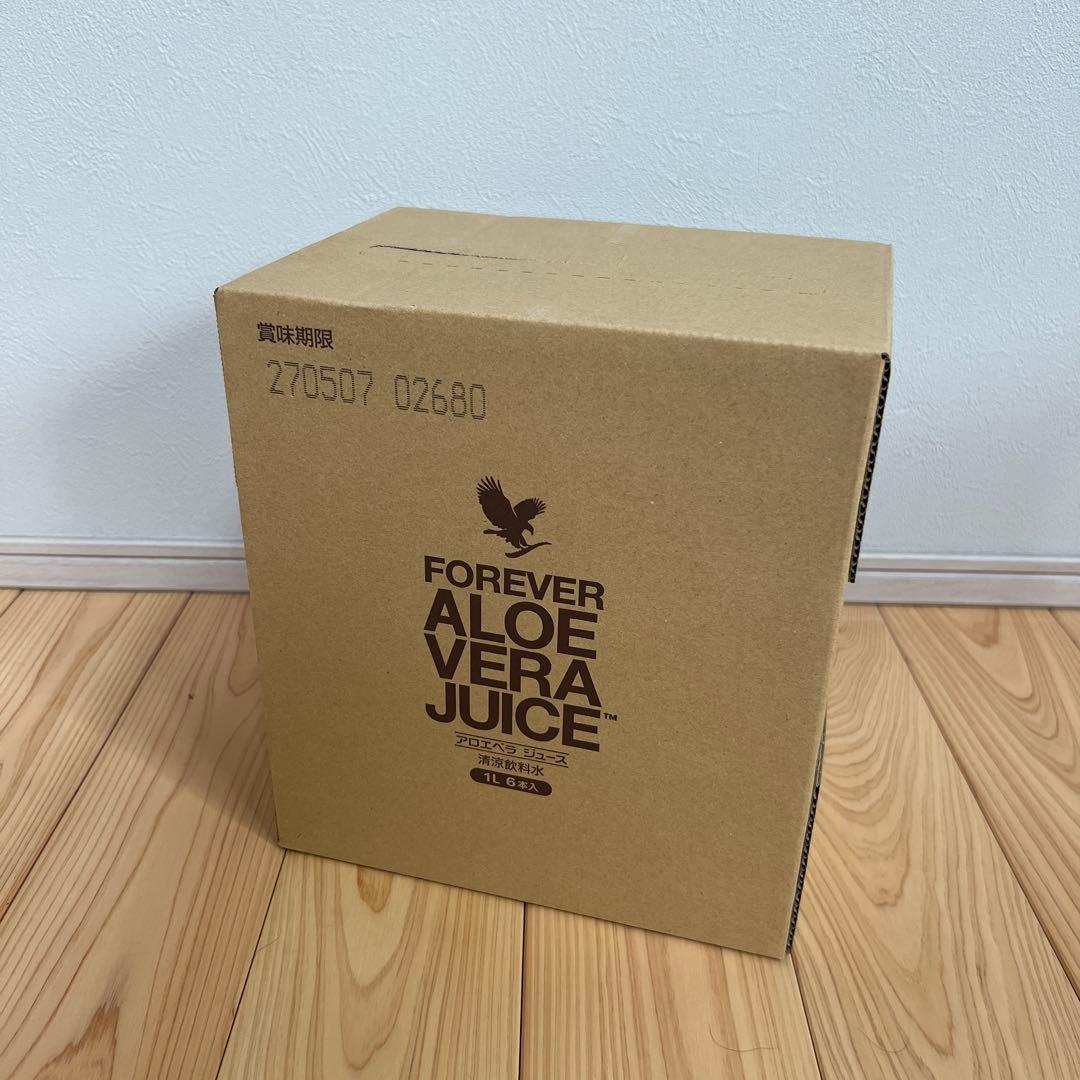 賞味期限
270507 02680
FOREVER
ALOE
VERA
JUICE™
アロエベラ ジュース
清涼飲料水
1L 6本入